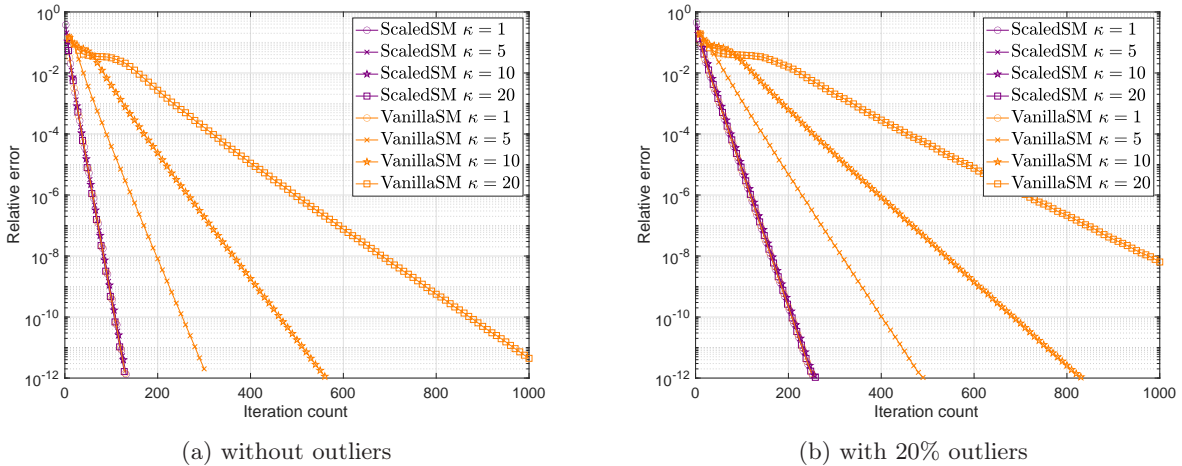 10^0
10^-2
10^-4
10^-6
10^-8
10^-10
10^-12
Relative error
0 200 400 600 800 1000
Iteration count
ScaledSM κ = 1
ScaledSM κ = 5
ScaledSM κ = 10
ScaledSM κ = 20
VanillaSM κ = 1
VanillaSM κ = 5
VanillaSM κ = 10
VanillaSM κ = 20
(a) without outliers
10^0
10^-2
10^-4
10^-6
10^-8
10^-10
10^-12
Relative error
0 200 400 600 800 1000
Iteration count
ScaledSM κ = 1
ScaledSM κ = 5
ScaledSM κ = 10
ScaledSM κ = 20
VanillaSM κ = 1
VanillaSM κ = 5
VanillaSM κ = 10
VanillaSM κ = 20
(b) with 20% outliers